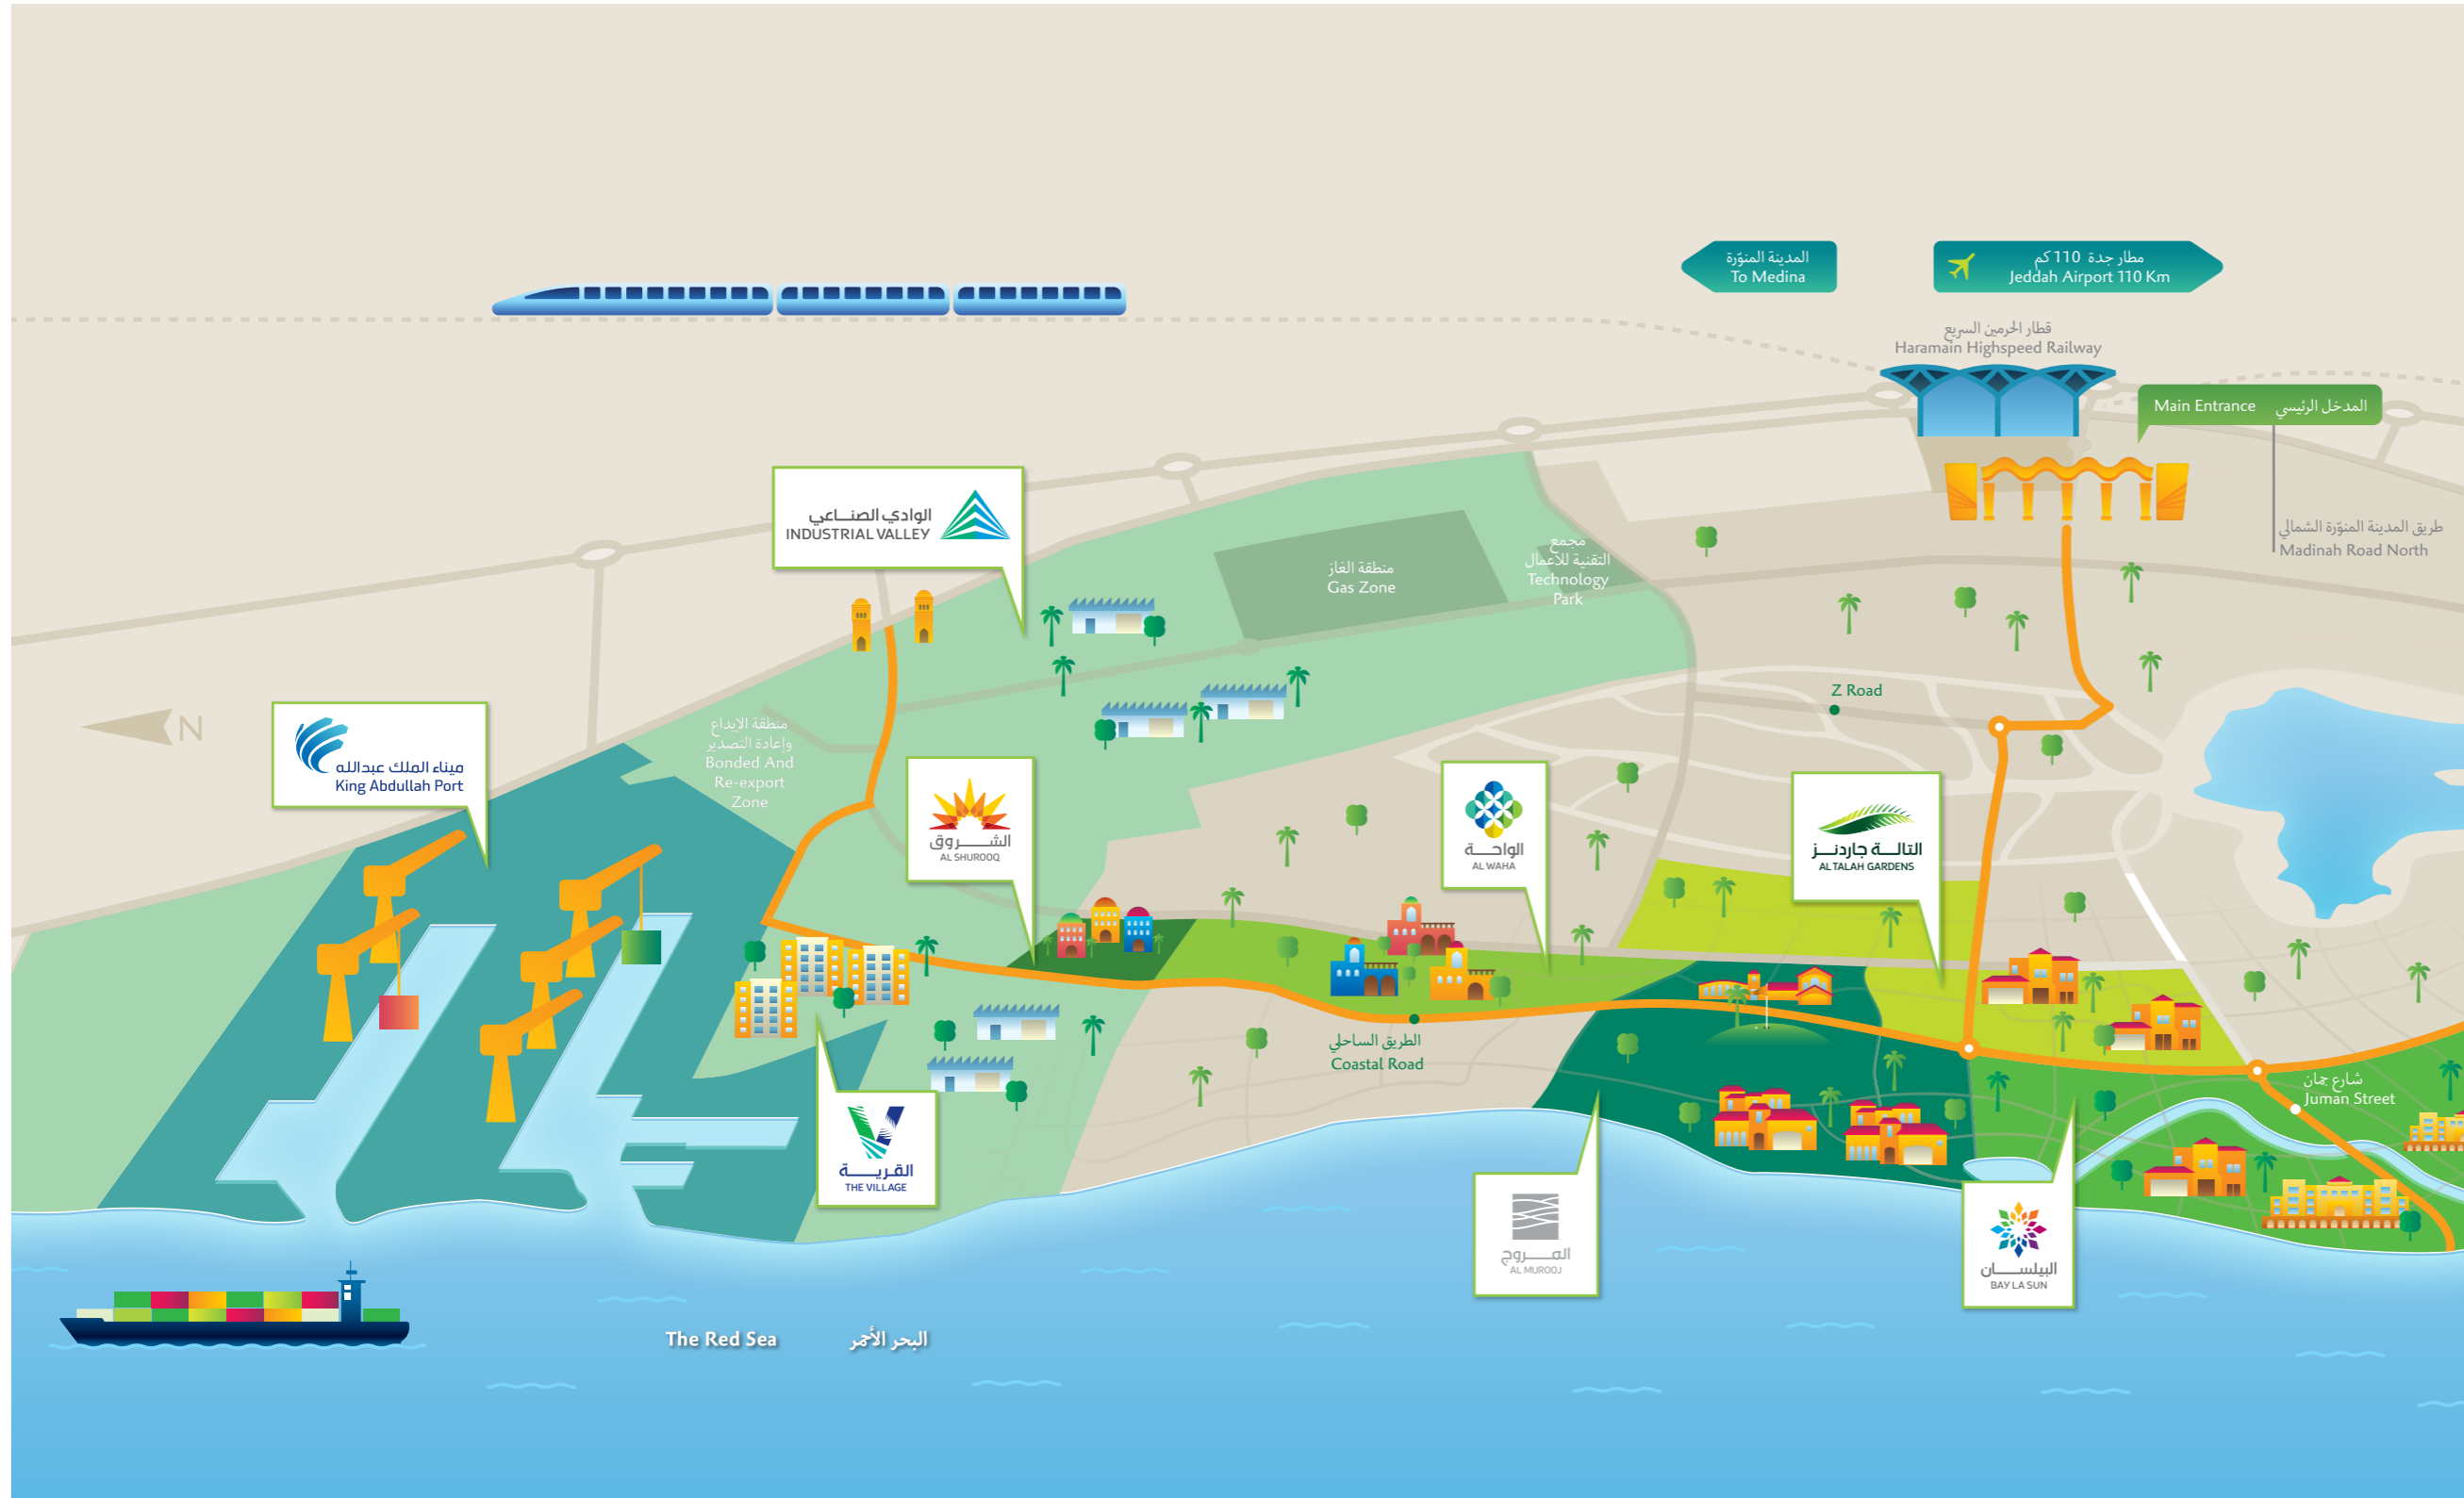 المدينة المنوّرة
To Medina
مطار جدة 110 كم
Jeddah Airport 110 Km
قطار الحرمين السريع
Haramain Highspeed Railway
Main Entrance المدخل الرئيسي
طريق المدينة المنوّرة الشمالي
Madinah Road North
الوادي الصناعي
INDUSTRIAL VALLEY
منطقة الغاز
Gas Zone
مجمع
التقنية للأعمال
Technology
Park
Z Road
N
ميناء الملك عبدالله
King Abdullah Port
منطقة الإيداع
وإعادة التصدير
Bonded And
Re-export
Zone
الشروق
AL SHUROOQ
الواحة
AL WAHA
التالة جاردنز
AL TALAH GARDENS
الطريق الساحلي
Coastal Road
شارع جمان
Juman Street
القرية
THE VILLAGE
المروج
AL MUROOJ
البيلسان
BAY LA SUN
The Red Sea البحر الأحمر